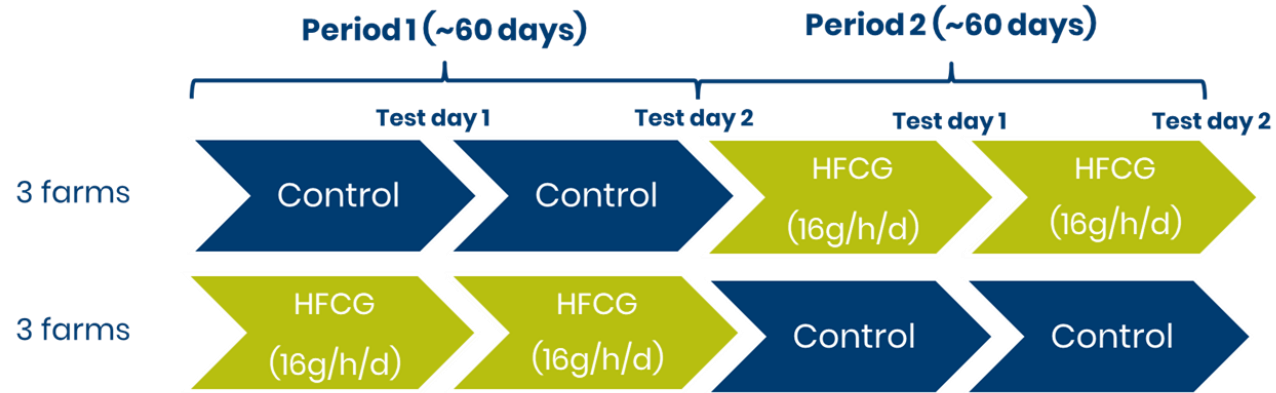 Period 1 (~60 days)
Period 2 (~60 days)
Test day 1
Test day 2
Test day 1
Test day 2
3 farms
Control
Control
HFCG
(16g/h/d)
HFCG
(16g/h/d)
3 farms
HFCG
(16g/h/d)
HFCG
(16g/h/d)
Control
Control